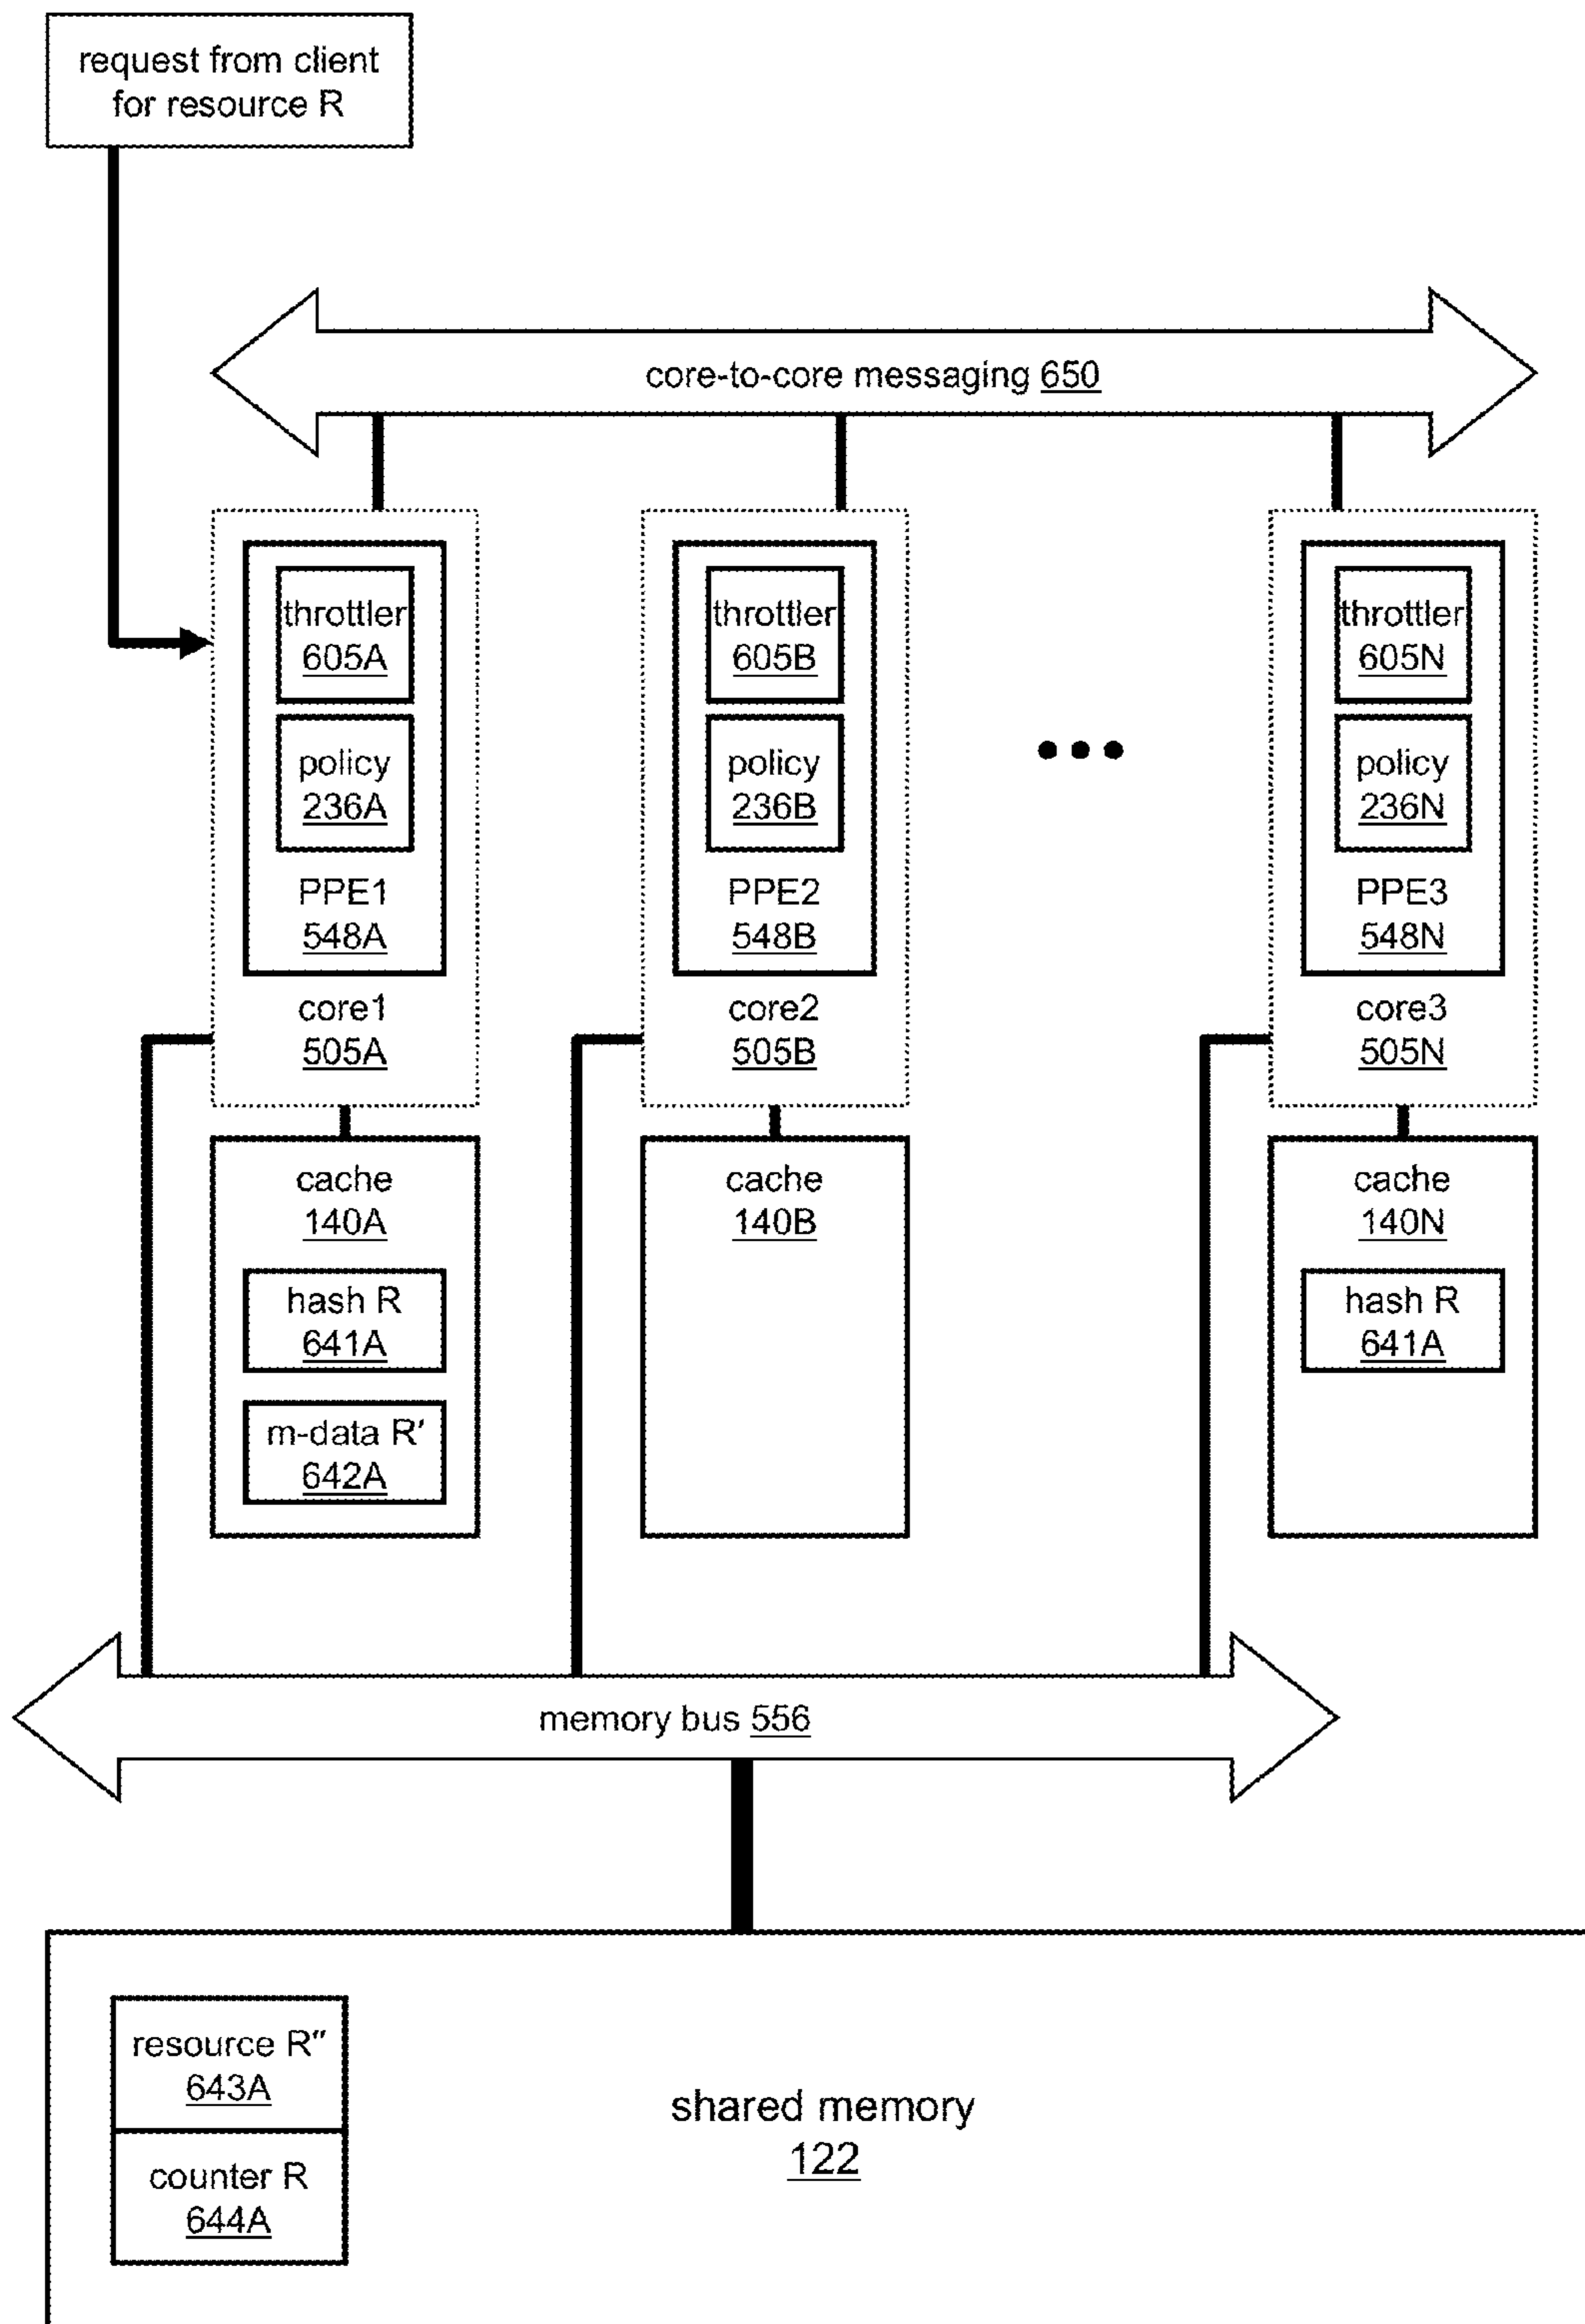 request from client
for resource R
core-to-core messaging 650
throttler
605A
policy
236A
PPE1
548A
core1
505A
throttler
605B
policy
236B
PPE2
548B
core2
505B
throttler
605N
policy
236N
PPE3
548N
core3
505N
cache
140A
hash R
641A
m-data R′
642A
cache
140B
cache
140N
hash R
641A
memory bus 556
resource R″
643A
counter R
644A
shared memory
122